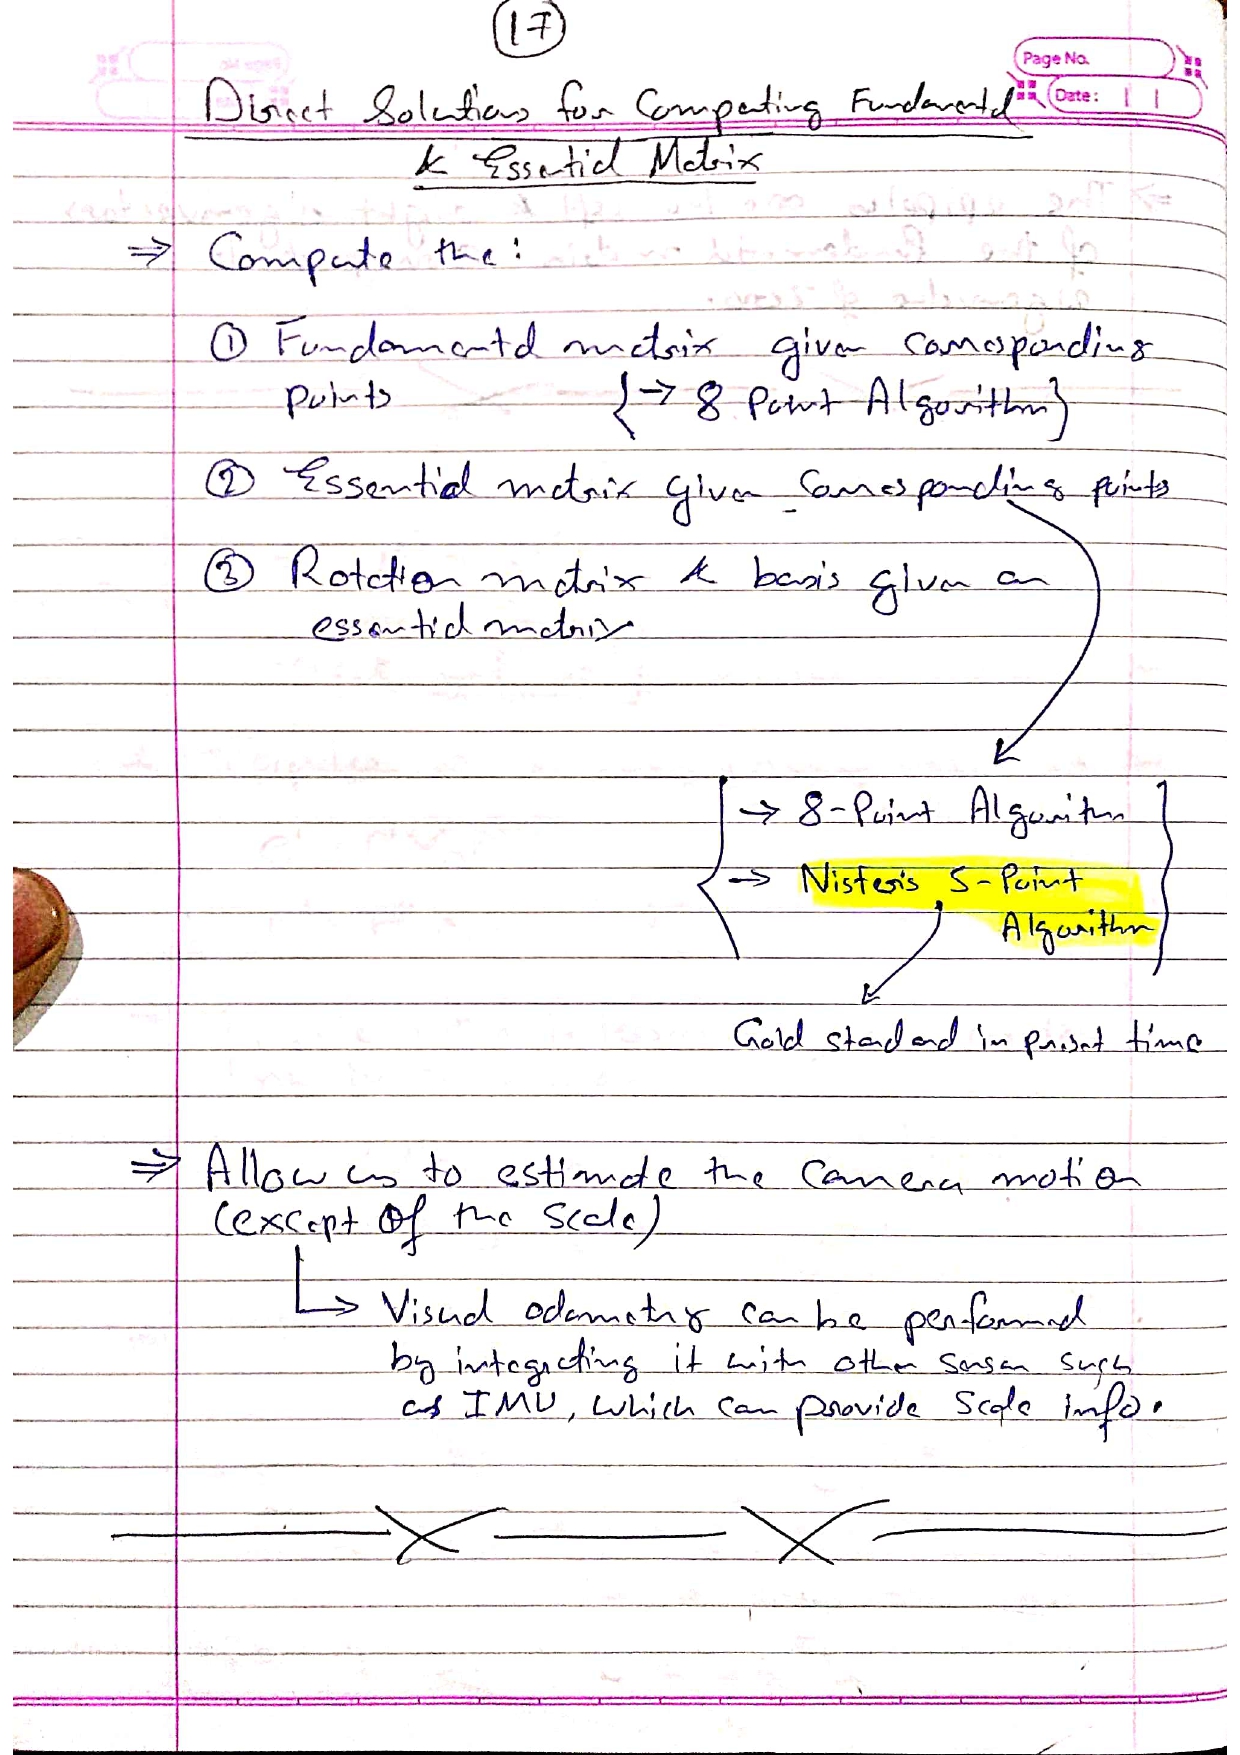 17
Page No.
Date:
Direct Solutions for Computing Fundamental
& Essential Matrix
⇒ Compute the:
① Fundamental matrix given corresponding
points {→ 8 Point Algorithm}
② Essential matrix given corresponding points
③ Rotation matrix & basis given an
essential matrix
→ 8-Point Algorithm
→ Nister's 5-Point
Algorithm
Gold standard in present time
⇒ Allow us to estimate the camera motion
(except of the scale)
→ Visual odometry can be performed
by integrating it with other sensor such
as IMU, which can provide scale info.